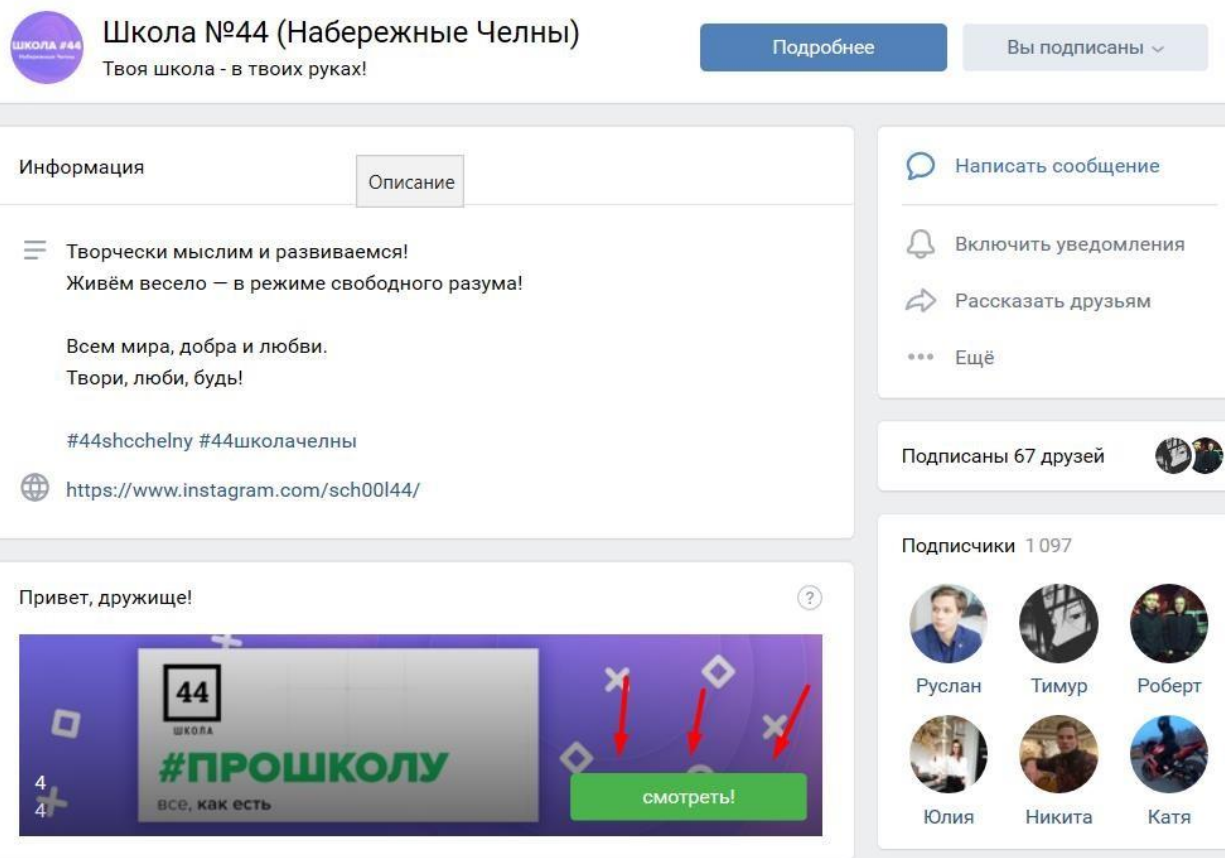 ШКОЛА #44
Набережные Челны
Школа №44 (Набережные Челны)
Твоя школа - в твоих руках!
Подробнее
Вы подписаны
Информация
Описание
Творчески мыслим и развиваемся!
Живём весело — в режиме свободного разума!
Всем мира, добра и любви.
Твори, люби, будь!
#44shcchelny #44школачелны
https://www.instagram.com/sch00l44/
Привет, дружище!
?
44
ШКОЛА
#ПРОШКОЛУ
все, как есть
4
4
смотреть!
Написать сообщение
Включить уведомления
Рассказать друзьям
Ещё
Подписаны 67 друзей
Подписчики 1 097
Руслан Тимур Роберт
Юлия Никита Катя